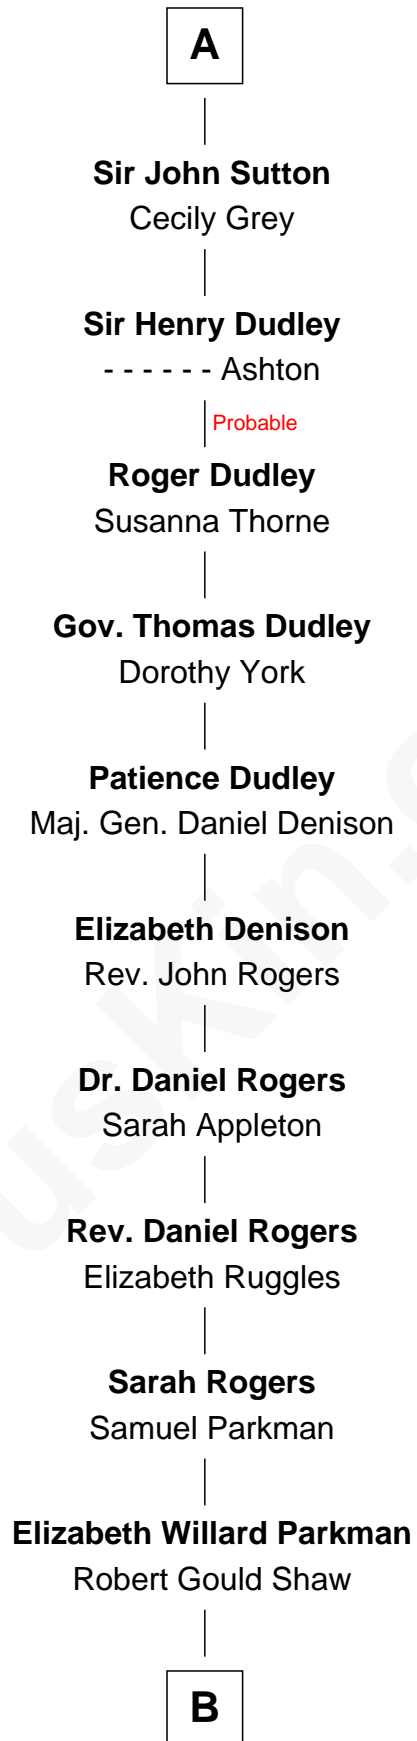 A
Sir John Sutton
Cecily Grey
Sir Henry Dudley
- - - - - - Ashton
Probable
Roger Dudley
Susanna Thorne
Gov. Thomas Dudley
Dorothy York
Patience Dudley
Maj. Gen. Daniel Denison
Elizabeth Denison
Rev. John Rogers
Dr. Daniel Rogers
Sarah Appleton
Rev. Daniel Rogers
Elizabeth Ruggles
Sarah Rogers
Samuel Parkman
Elizabeth Willard Parkman
Robert Gould Shaw
B